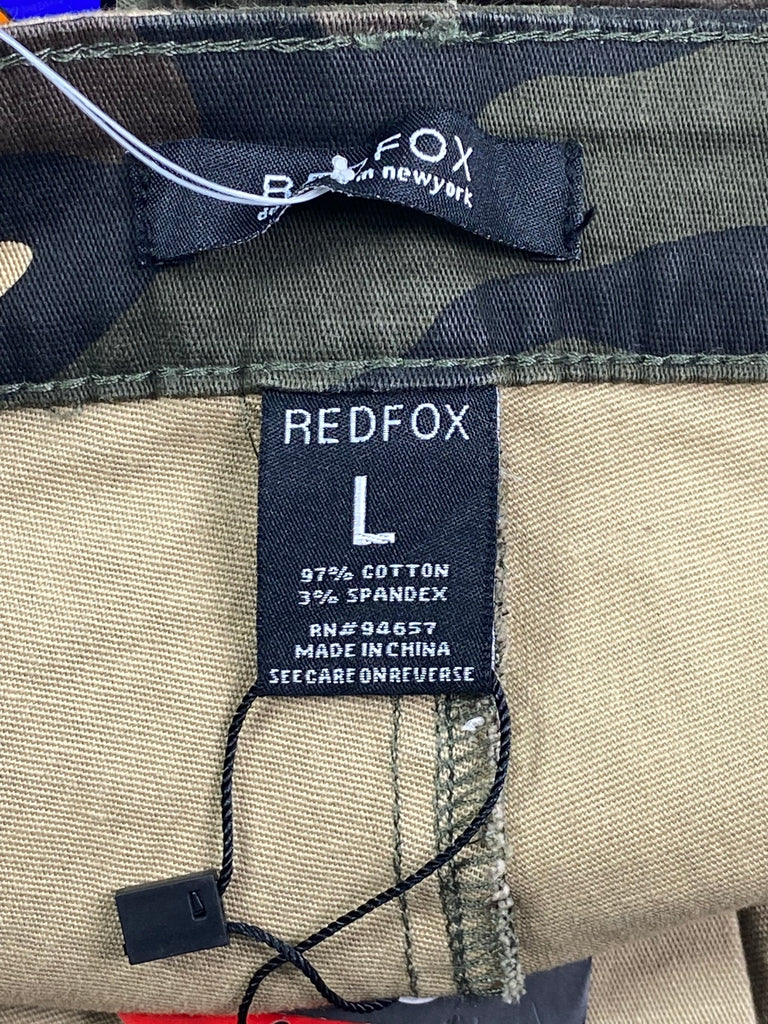 FOX
newyork
REDFOX
L
97% COTTON
3% SPANDEX
RN#94657
MADE IN CHINA
SEE CARE ON REVERSE